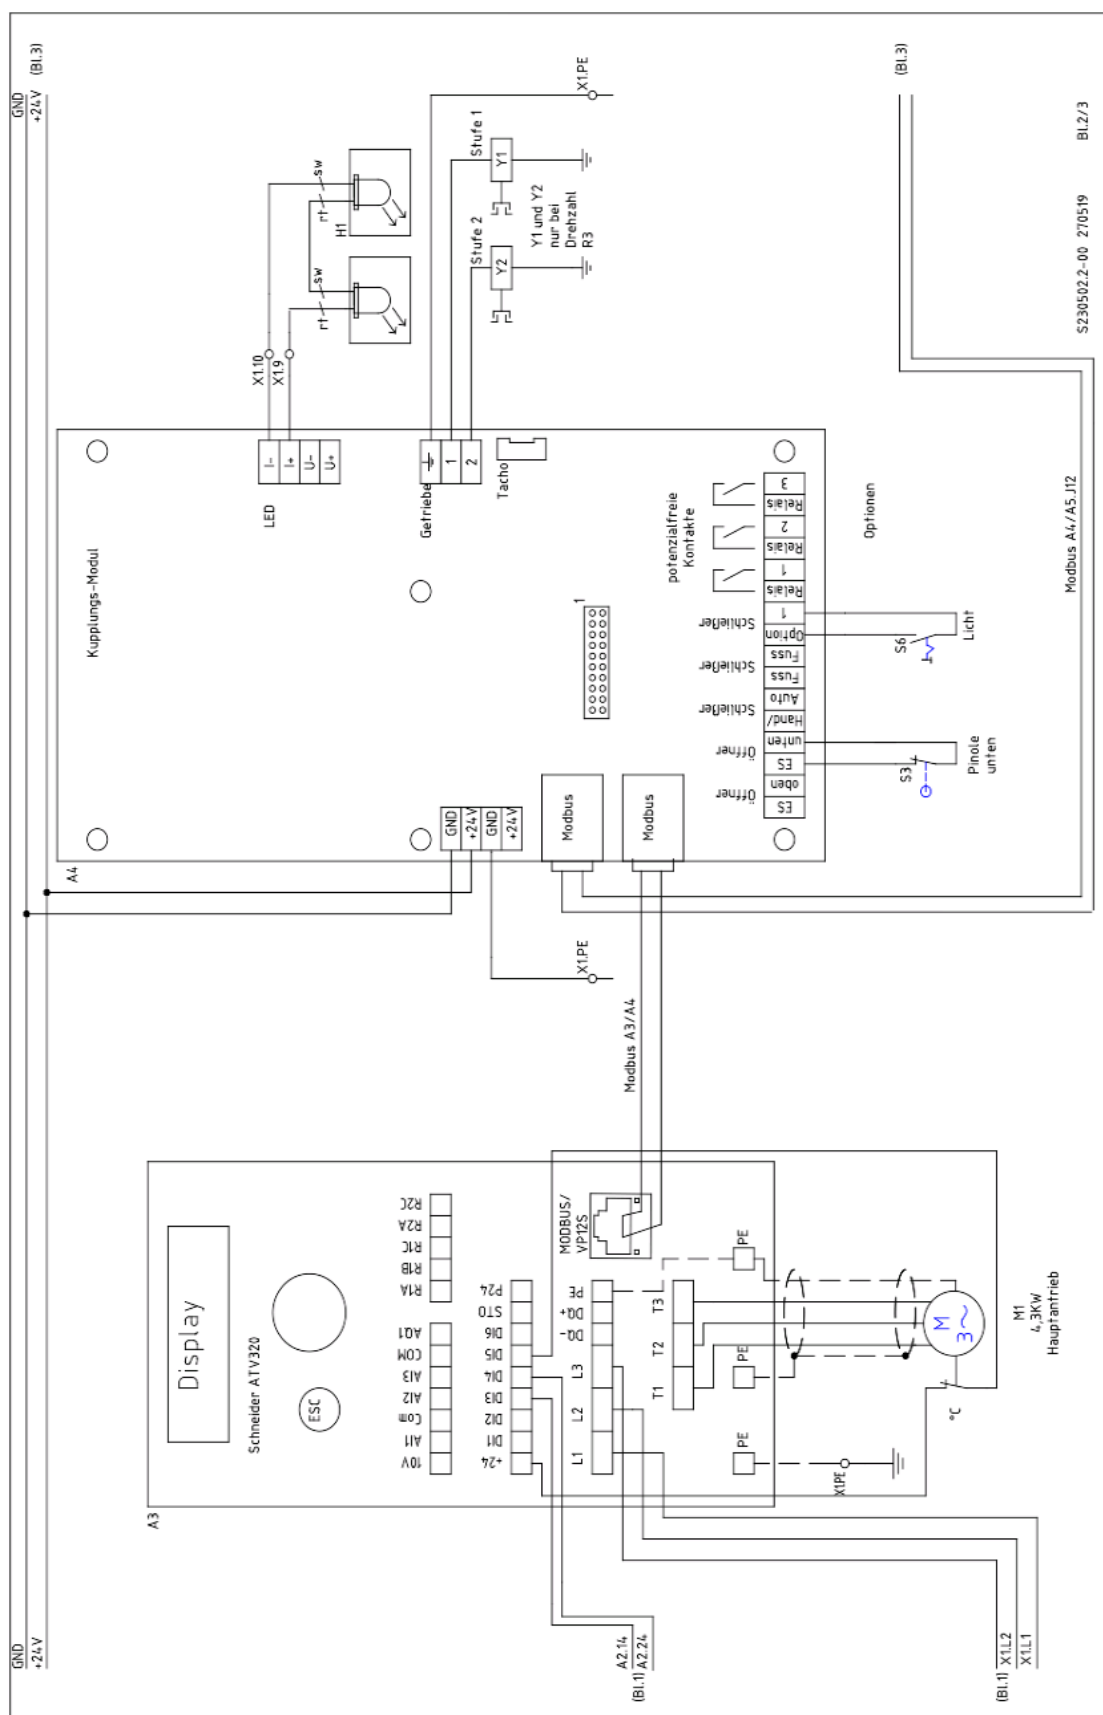 GND
+24V
(Bl.3)
GND
+24V
A3
Display
Schneider ATV320
ESC
10V
AI1
Com
AI2
AI3
COM
AQ1
R1A
R1B
R1C
R2A
R2C
+24
DI1
DI2
DI3
DI4
DI5
DI6
STO
P24
L1
L2
L3
DQ-
DQ+
PE
MODBUS/
VP12S
T1
T2
T3
PE
PE
PE
X1.PE
A2.14
(Bl.1) A2.24
(Bl.1) X1.L2
X1.L1
°C
M
3~
M1
4,3KW
Hauptantrieb
Modbus A3/A4
X1.PE
A4
Kupplungs-Modul
GND
+24V
GND
+24V
Modbus
Modbus
LED
I-
I+
U-
U+
X1.10
X1.9
rt
sw
rt
sw
H1
Getriebe
1
2
Tacho
Stufe 2
Stufe 1
Y2
Y1
Y1 und Y2
nur bei
Drehzahl
R3
X1.PE
1
potenzialfreie
Kontakte
Öffner
Öffner
Schließer
Schließer
Schließer
ES
oben
ES
unten
Hand/
Auto
Fuss
Fuss
Option
1
Relais
1
Relais
2
Relais
3
Optionen
S3
Pinole
unten
S6
Licht
Modbus A4/A5.J12
(Bl.3)
S230502.2-00 270519 Bl.2/3